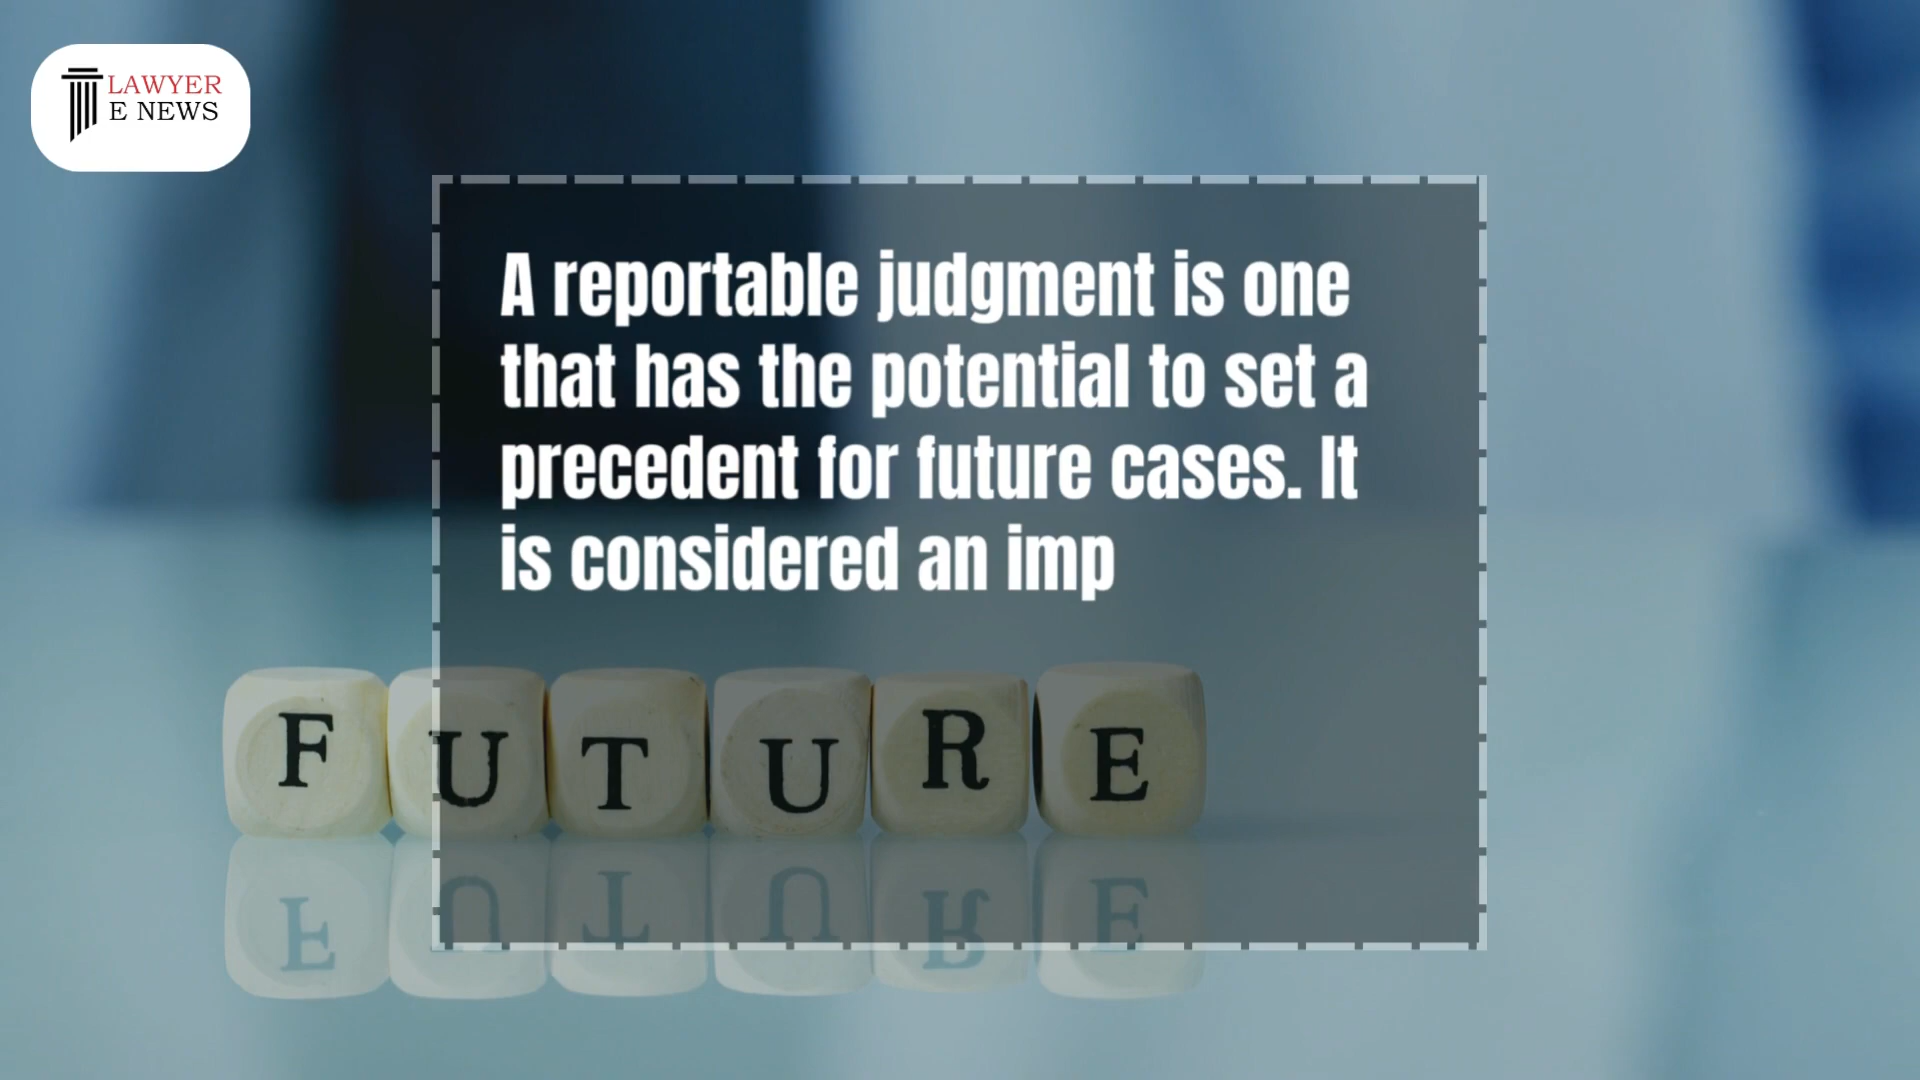 LAWYER
E NEWS
A reportable judgment is one
that has the potential to set a
precedent for future cases. It
is considered an imp
FUTURE